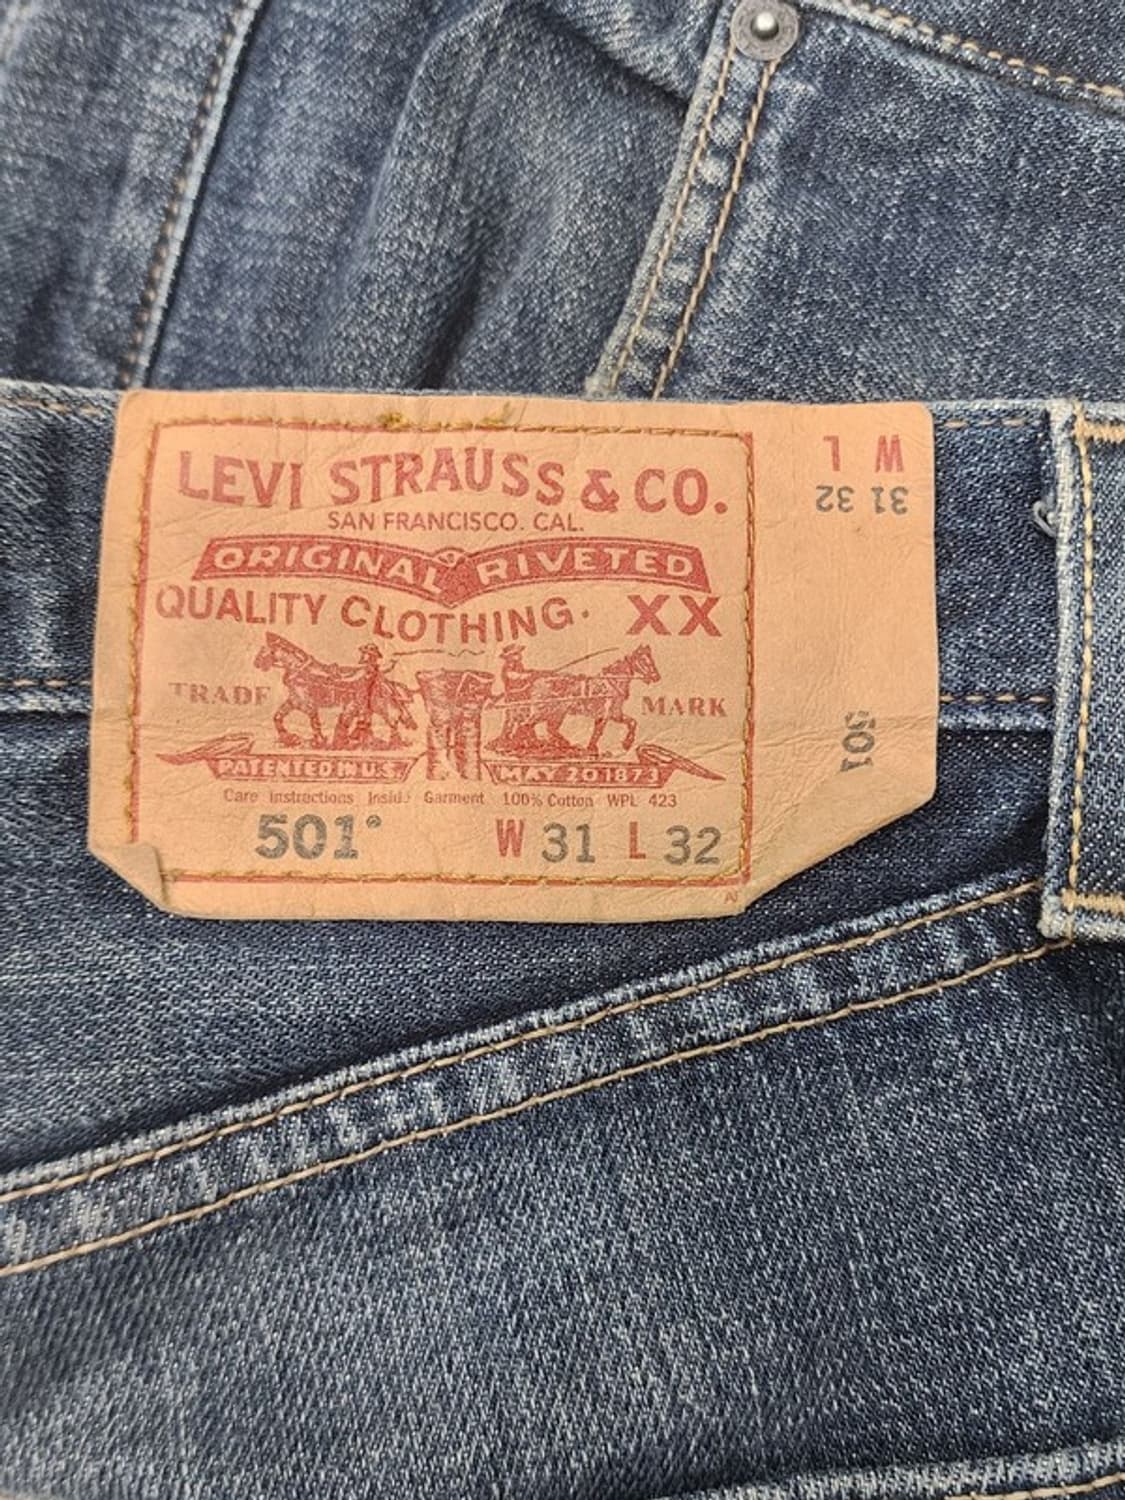 LEVI STRAUSS & CO.
SAN FRANCISCO. CAL.
ORIGINAL RIVETED
QUALITY CLOTHING. XX
TRADE MARK
PATENTED IN U.S. MAY 20 1873
Care Instructions Inside Garment 100% Cotton WPL 423
501® W 31 L 32
W L
31 32
501